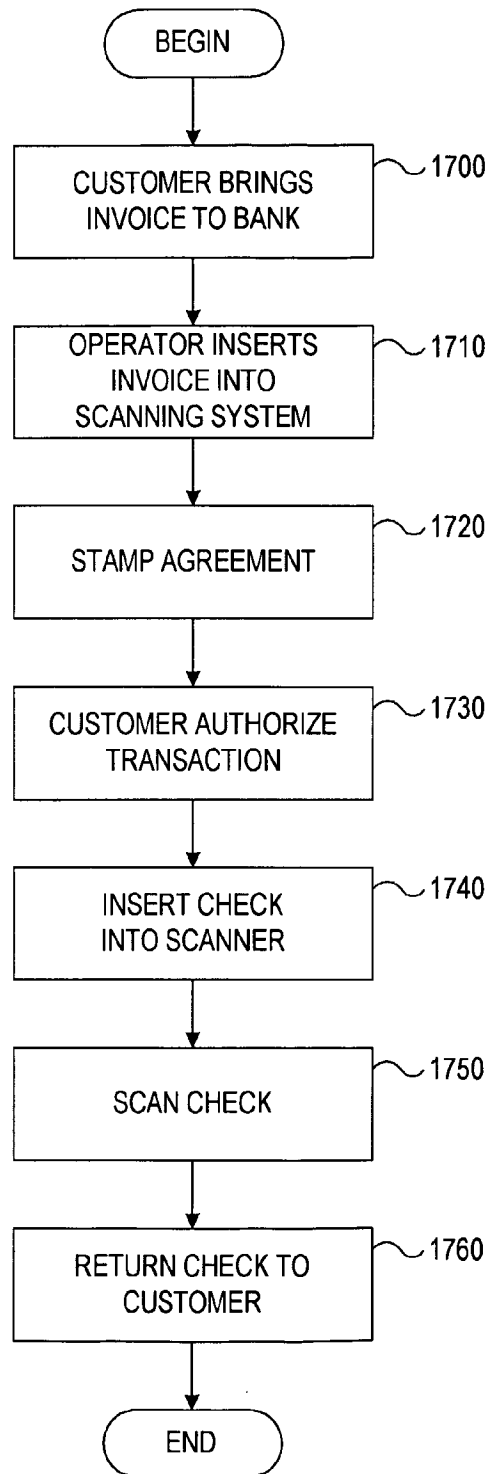 BEGIN
CUSTOMER BRINGS
INVOICE TO BANK
1700
OPERATOR INSERTS
INVOICE INTO
SCANNING SYSTEM
1710
STAMP AGREEMENT
1720
CUSTOMER AUTHORIZE
TRANSACTION
1730
INSERT CHECK
INTO SCANNER
1740
SCAN CHECK
1750
RETURN CHECK TO
CUSTOMER
1760
END